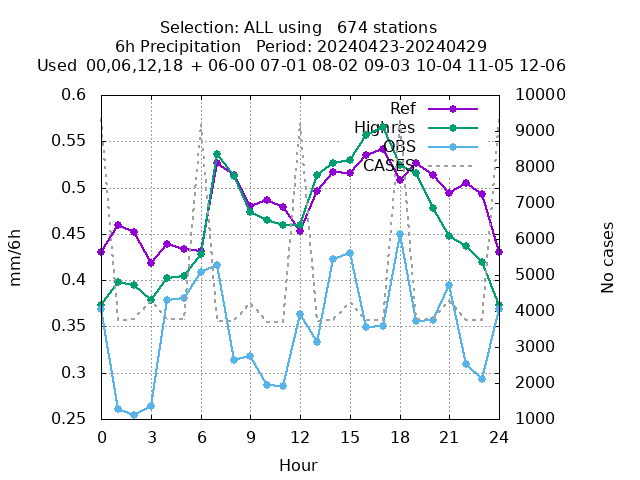 Selection: ALL using   674 stations
6h Precipitation   Period: 20240423-20240429
Used  00,06,12,18  + 06-00 07-01 08-02 09-03  10-04 11-05 12-06
0.6
0.55
0.5
0.45
0.4
0.35
0.3
0.25
mm/6h
10000
9000
8000
7000
6000
5000
4000
3000
2000
1000
No cases
Ref
Highres
OBS
CASES
0 3 6 9 12 15 18 21 24
Hour